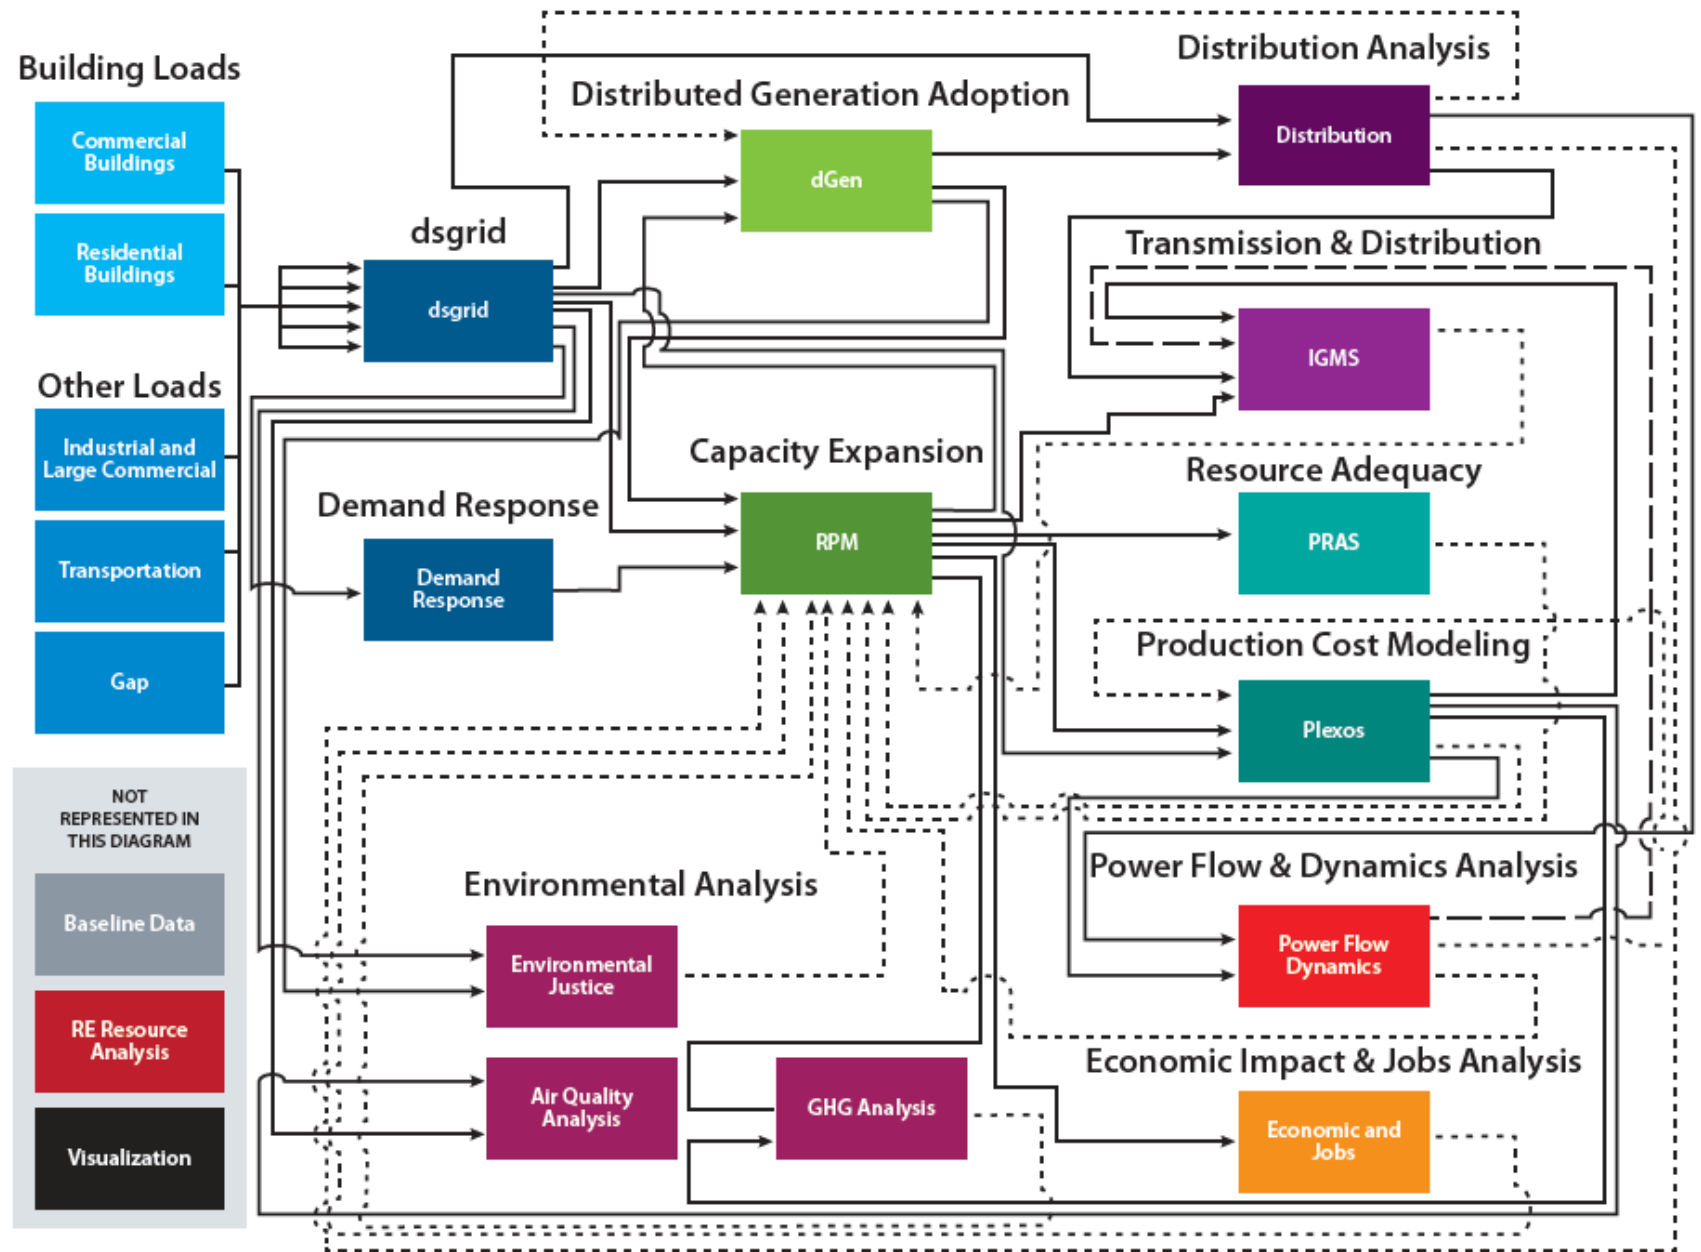 Building Loads
Commercial
Buildings
Residential
Buildings
Other Loads
Industrial and
Large Commercial
Transportation
Gap
NOT
REPRESENTED IN
THIS DIAGRAM
Baseline Data
RE Resource
Analysis
Visualization
dsgrid
dsgrid
Demand Response
Demand
Response
Distributed Generation Adoption
dGen
Capacity Expansion
RPM
Environmental Analysis
Environmental
Justice
Air Quality
Analysis
GHG Analysis
Distribution Analysis
Distribution
Transmission & Distribution
IGMS
Resource Adequacy
PRAS
Production Cost Modeling
Plexos
Power Flow & Dynamics Analysis
Power Flow
Dynamics
Economic Impact & Jobs Analysis
Economic and
Jobs